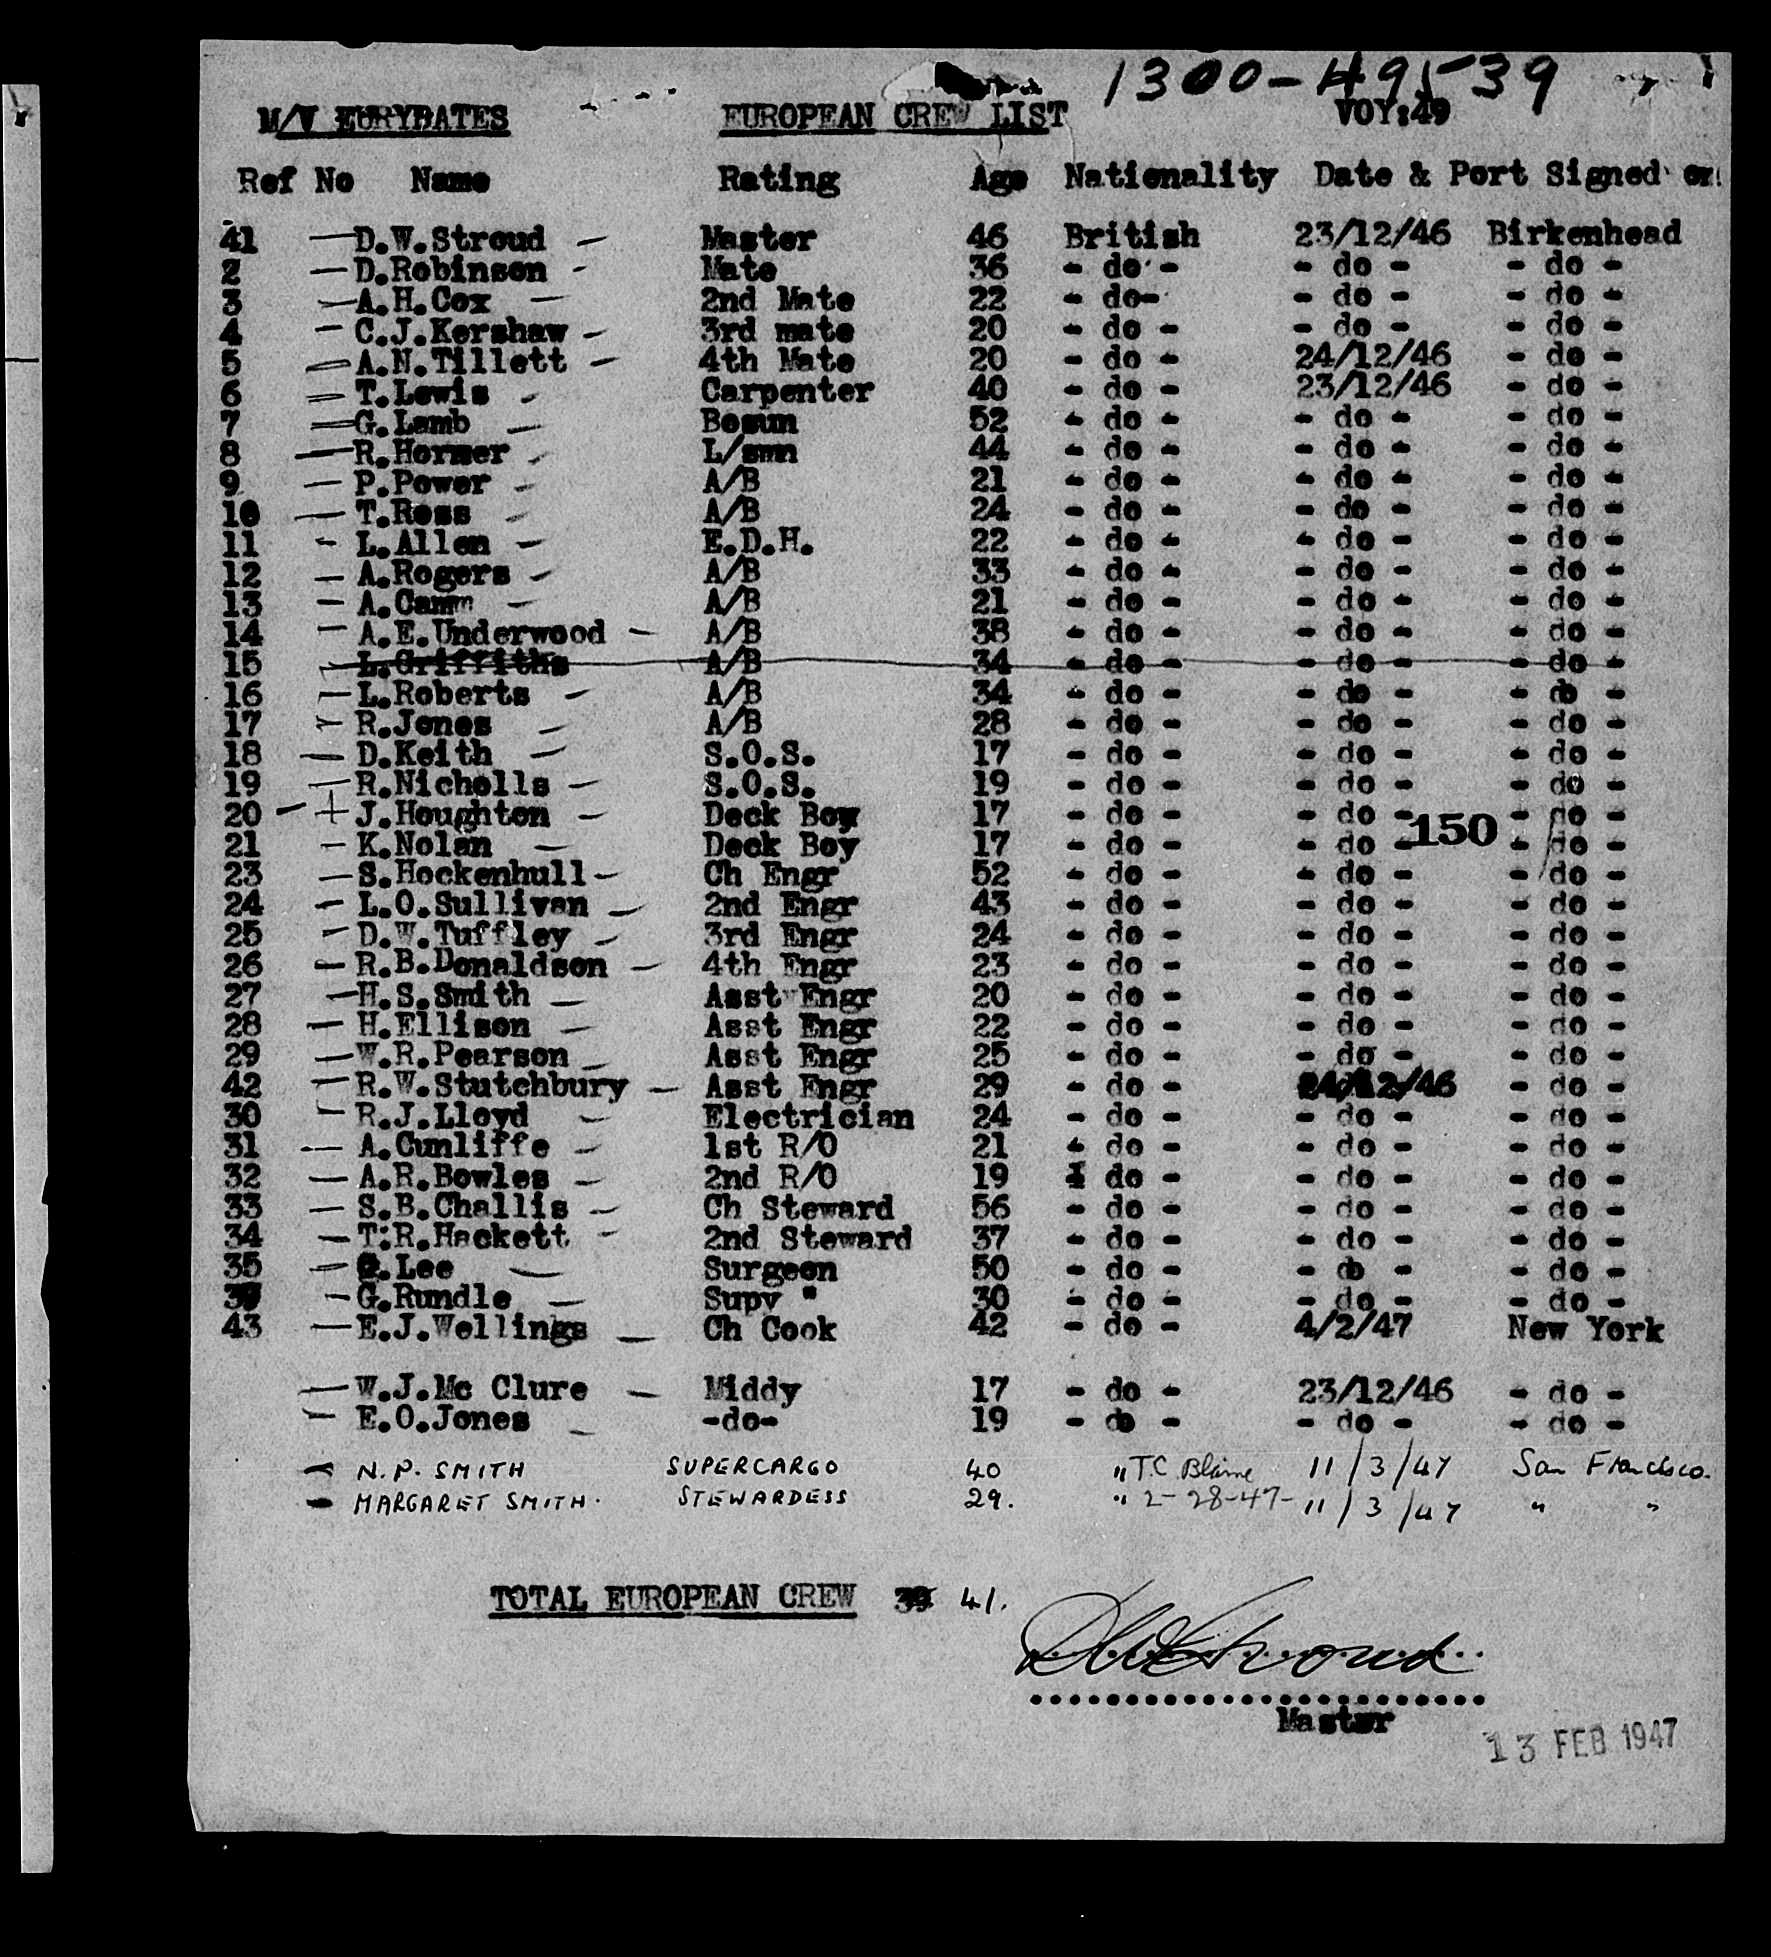 1300-49539
M/V EURYBATES EUROPEAN CREW LIST VOY:49
Ref No Name Rating Age Nationality Date & Port Signed on
41 D.W.Stroud Master 46 British 23/12/46 Birkenhead
2 D.Robinson Mate 36 - do - - do - - do -
3 A.H.Cox 2nd Mate 22 - do- - do - - do -
4 C.J.Kershaw 3rd mate 20 - do - - do - - do -
5 A.N.Tillett 4th Mate 20 - do - 24/12/46 - do -
6 T.Lewis Carpenter 40 - do - 23/12/46 - do -
7 G.Lamb Bosun 52 - do - - do - - do -
8 R.Hormer L/smn 44 - do - - do - - do -
9 P.Power A/B 21 - do - - do - - do -
10 T.Ross A/B 24 - do - - do - - do -
11 L.Allen E.D.H. 22 - do - - do - - do -
12 A.Rogers A/B 33 - do - - do - - do -
13 A.Camm A/B 21 - do - - do - - do -
14 A.E.Underwood A/B 38 - do - - do - - do -
15 L.Griffiths A/B 34 - do - - do - - do -
16 L.Roberts A/B 34 - do - - do - - do -
17 R.Jones A/B 28 - do - - do - - do -
18 D.Keith S.O.S. 17 - do - - do - - do -
19 R.Nicholls S.O.S. 19 - do - - do - - do
20 - + J.Houghton Deck Boy 17 - do - - do - - do -
21 K.Nolan Deck Boy 17 - do - - do - 150 - do -
23 S.Hockenhull Ch Engr 52 - do - - do - - do -
24 L.O.Sullivan 2nd Engr 43 - do - - do - - do -
25 D.W.Tuffley 3rd Engr 24 - do - - do - - do -
26 R.B.Donaldson 4th Engr 23 - do - - do - - do -
27 H.S.Smith Asst Engr 20 - do - - do - - do -
28 H.Ellison Asst Engr 22 - do - - do - - do -
29 W.R.Pearson Asst Engr 25 - do - - do - - do -
42 R.W.Stutchbury Asst Engr 29 - do - 24/12/46 - do -
30 R.J.Lloyd Electrician 24 - do - - do - - do -
31 A.Cunliffe 1st R/O 21 - do - - do - - do -
32 A.R.Bowles 2nd R/O 19 - do - - do - - do -
33 S.B.Challis Ch Steward 56 - do - - do - - do -
34 T:R.Hackett 2nd Steward 37 - do - - do - - do -
35 .Lee Surgeon 50 - do - - do - - do -
37 G.Rundle Supv " 30 - do - - do - - do -
43 E.J.Wellings Ch Cook 42 - do - 4/2/47 New York
W.J.Mc Clure Middy 17 - do - 23/12/46 - do -
E.O.Jones -do- 19 - do - - do - - do -
N.P. SMITH SUPERCARGO 40 " T.C Blaine 11/3/47 San Francisco.
MARGARET SMITH. STEWARDESS 29. " 2-28-47- 11/3/47 " "
TOTAL EUROPEAN CREW 39 41.
DWStroud
Master
13 FEB 1947